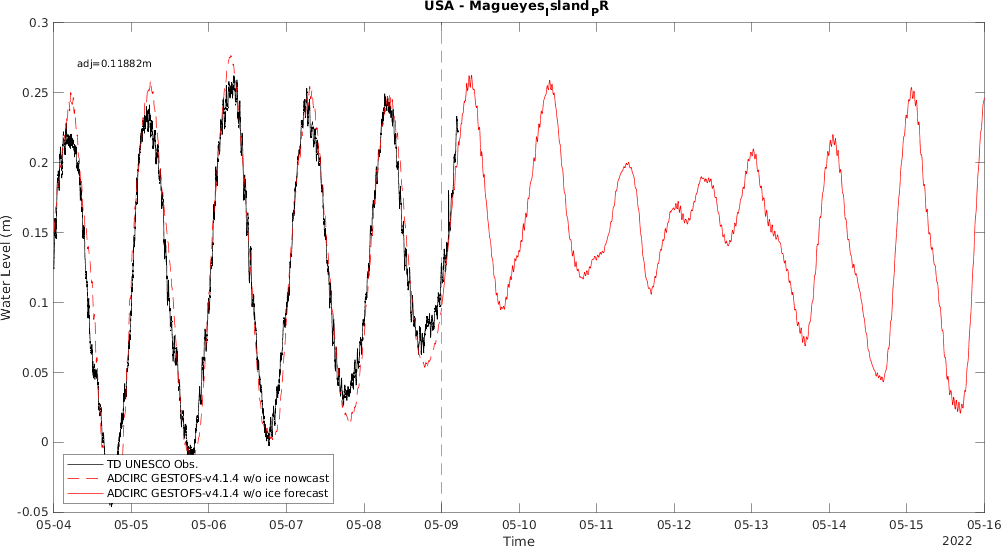 USA - Magueyes_Island_PR
0.3
adj=0.11882m
0.25
0.2
0.15
Water Level (m)
0.1
0.05
0
TD UNESCO Obs.
ADCIRC GESTOFS-v4.1.4 w/o ice nowcast
ADCIRC GESTOFS-v4.1.4 w/o ice forecast
-0.05
05-04 05-05 05-06 05-07 05-08 05-09 05-10 05-11 05-12 05-13 05-14 05-15 05-16
Time
2022